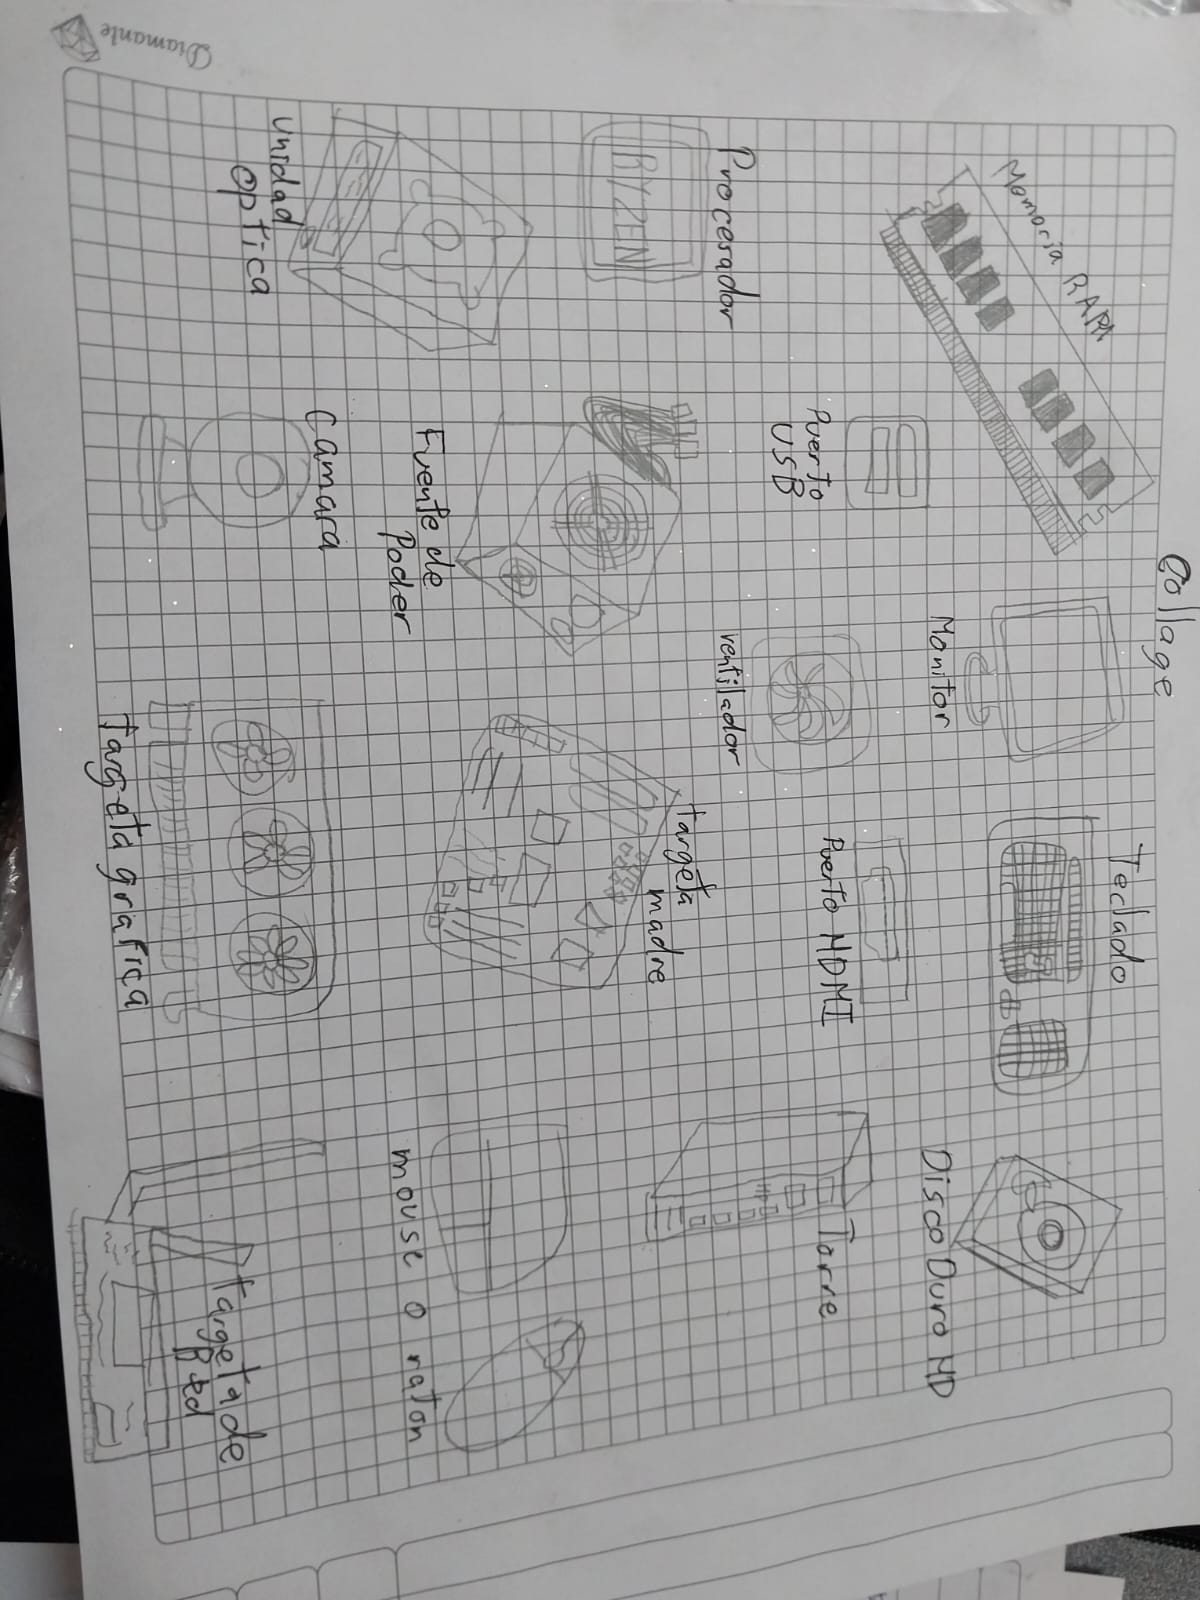 Collage
Memoria RAM
Monitor
Teclado
Disco Duro HD
Procesador
Puerto
USB
ventilador
Puerto HDMI
Torre
RYZEN
Unidad
optica
Fuente de
Poder
targeta
madre
mouse o raton
Camara
Targeta grafica
targeta de
Red
Diamante